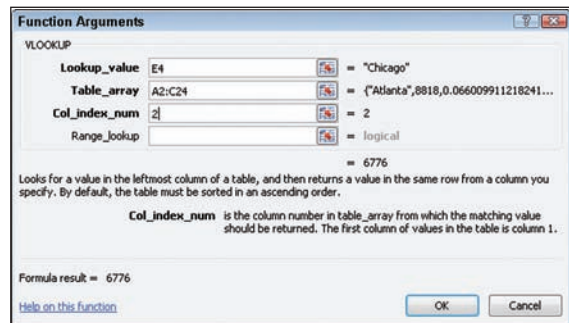 Function Arguments
VLOOKUP
Lookup_value E4 = "Chicago"
Table_array A2:C24 = {"Atlanta",8818,0.066009911218241...
Col_index_num 2 = 2
Range_lookup = logical
= 6776
Looks for a value in the leftmost column of a table, and then returns a value in the same row from a column you
specify. By default, the table must be sorted in an ascending order.
Col_index_num is the column number in table_array from which the matching value
should be returned. The first column of values in the table is column 1.
Formula result = 6776
Help on this function OK Cancel